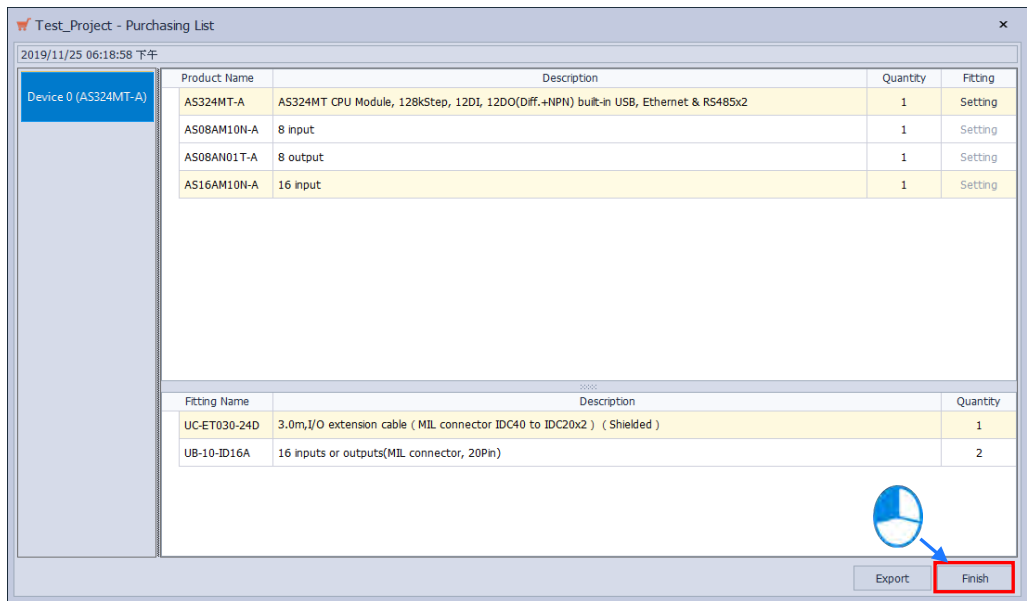 Test_Project - Purchasing List
2019/11/25 06:18:58 下午
Device 0 (AS324MT-A)
Product Name Description Quantity Fitting
AS324MT-A AS324MT CPU Module, 128kStep, 12DI, 12DO(Diff.+NPN) built-in USB, Ethernet & RS485x2 1 Setting
AS08AM10N-A 8 input 1 Setting
AS08AN01T-A 8 output 1 Setting
AS16AM10N-A 16 input 1 Setting
Fitting Name Description Quantity
UC-ET030-24D 3.0m,I/O extension cable ( MIL connector IDC40 to IDC20x2 ) ( Shielded ) 1
UB-10-ID16A 16 inputs or outputs(MIL connector, 20Pin) 2
Export Finish